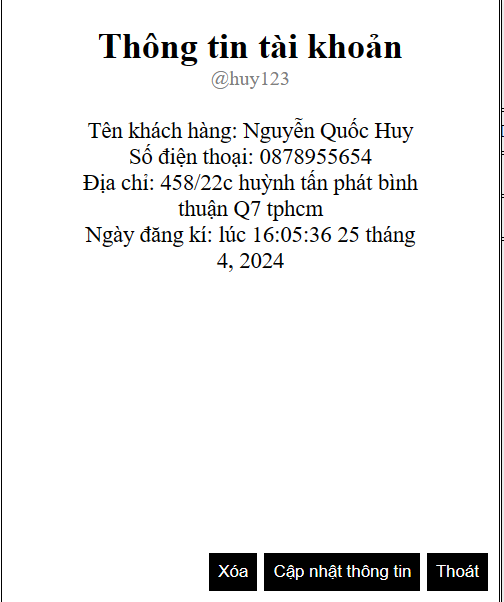 Thông tin tài khoản
@huy123
Tên khách hàng: Nguyễn Quốc Huy
Số điện thoại: 0878955654
Địa chỉ: 458/22c huỳnh tấn phát bình
thuận Q7 tphcm
Ngày đăng kí: lúc 16:05:36 25 tháng
4, 2024
Xóa
Cập nhật thông tin
Thoát